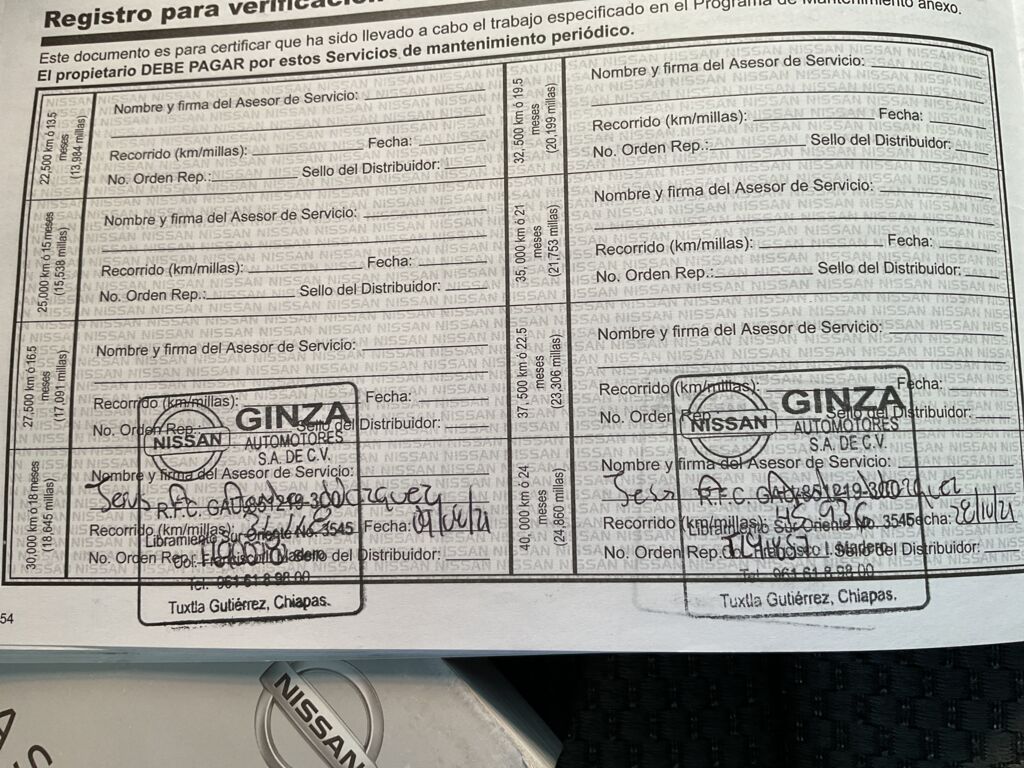 Registro para
Este documento es para certificar que ha sido llevado a cabo el trabajo especificado en el Programa de Mantenimiento anexo.
El propietario DEBE PAGAR por estos Servicios de mantenimiento periódico.
22,500 km ó 13.5
meses
(13,984 millas)
Nombre y firma del Asesor de Servicio:
Recorrido (km/millas): Fecha:
No. Orden Rep.: Sello del Distribuidor:
25,000 km ó 15 meses
(15,538 millas)
Nombre y firma del Asesor de Servicio:
Recorrido (km/millas): Fecha:
No. Orden Rep.: Sello del Distribuidor:
27,500 km ó 16.5
meses
(17,091 millas)
Nombre y firma del Asesor de Servicio:
Recorrido (km/millas): Fecha:
No. Orden Rep.: Sello del Distribuidor:
30,000 km ó 18 meses
(18,645 millas)
Nombre y firma del Asesor de Servicio:
Recorrido (km/millas): Fecha:
No. Orden Rep. Sello del Distribuidor:
NISSAN
GINZA
AUTOMOTORES
S.A. DE C.V.
R.F.C.
Libramiento Sur Oriente No. 3545
Tel. 961 61 8 98 00
Tuxtla Gutiérrez, Chiapas.
32,500 km ó 19.5
meses
(20,199 millas)
Nombre y firma del Asesor de Servicio:
Recorrido (km/millas): Fecha:
No. Orden Rep.: Sello del Distribuidor:
35,000 km ó 21
meses
(21,753 millas)
Nombre y firma del Asesor de Servicio:
Recorrido (km/millas): Fecha:
No. Orden Rep.: Sello del Distribuidor:
37,500 km ó 22.5
meses
(23,306 millas)
Nombre y firma del Asesor de Servicio:
Recorrido (km/millas): Fecha:
No. Orden Rep.: Sello del Distribuidor:
40,000 km ó 24
meses
(24,860 millas)
Nombre y firma del Asesor de Servicio:
Recorrido (km/millas): Fecha:
No. Orden Rep. Sello del Distribuidor:
NISSAN
GINZA
AUTOMOTORES
S.A. DE C.V.
R.F.C.
Libramiento Sur Oriente No. 3545
Tel. 961 61 8 98 00
Tuxtla Gutiérrez, Chiapas.
54
NISSAN